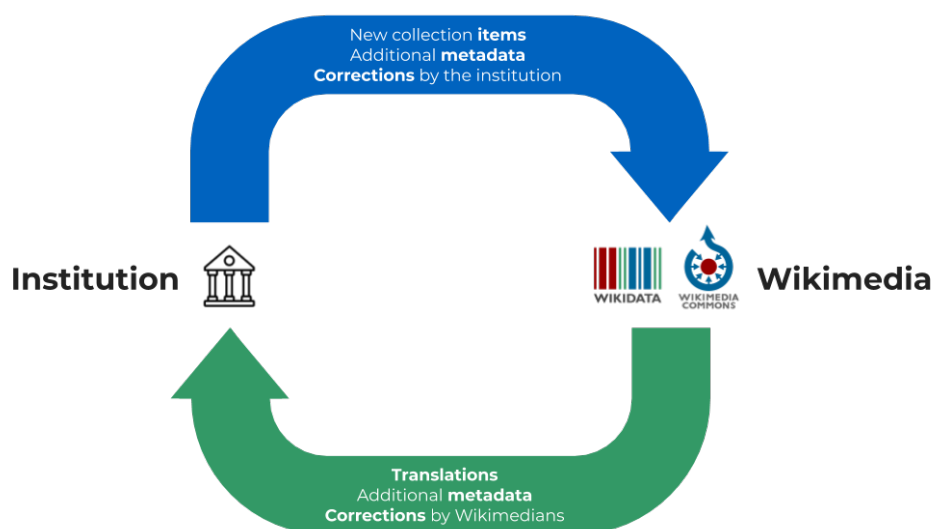 New collection items
Additional metadata
Corrections by the institution
Institution
WIKIDATA
WIKIMEDIA
COMMONS
Wikimedia
Translations
Additional metadata
Corrections by Wikimedians